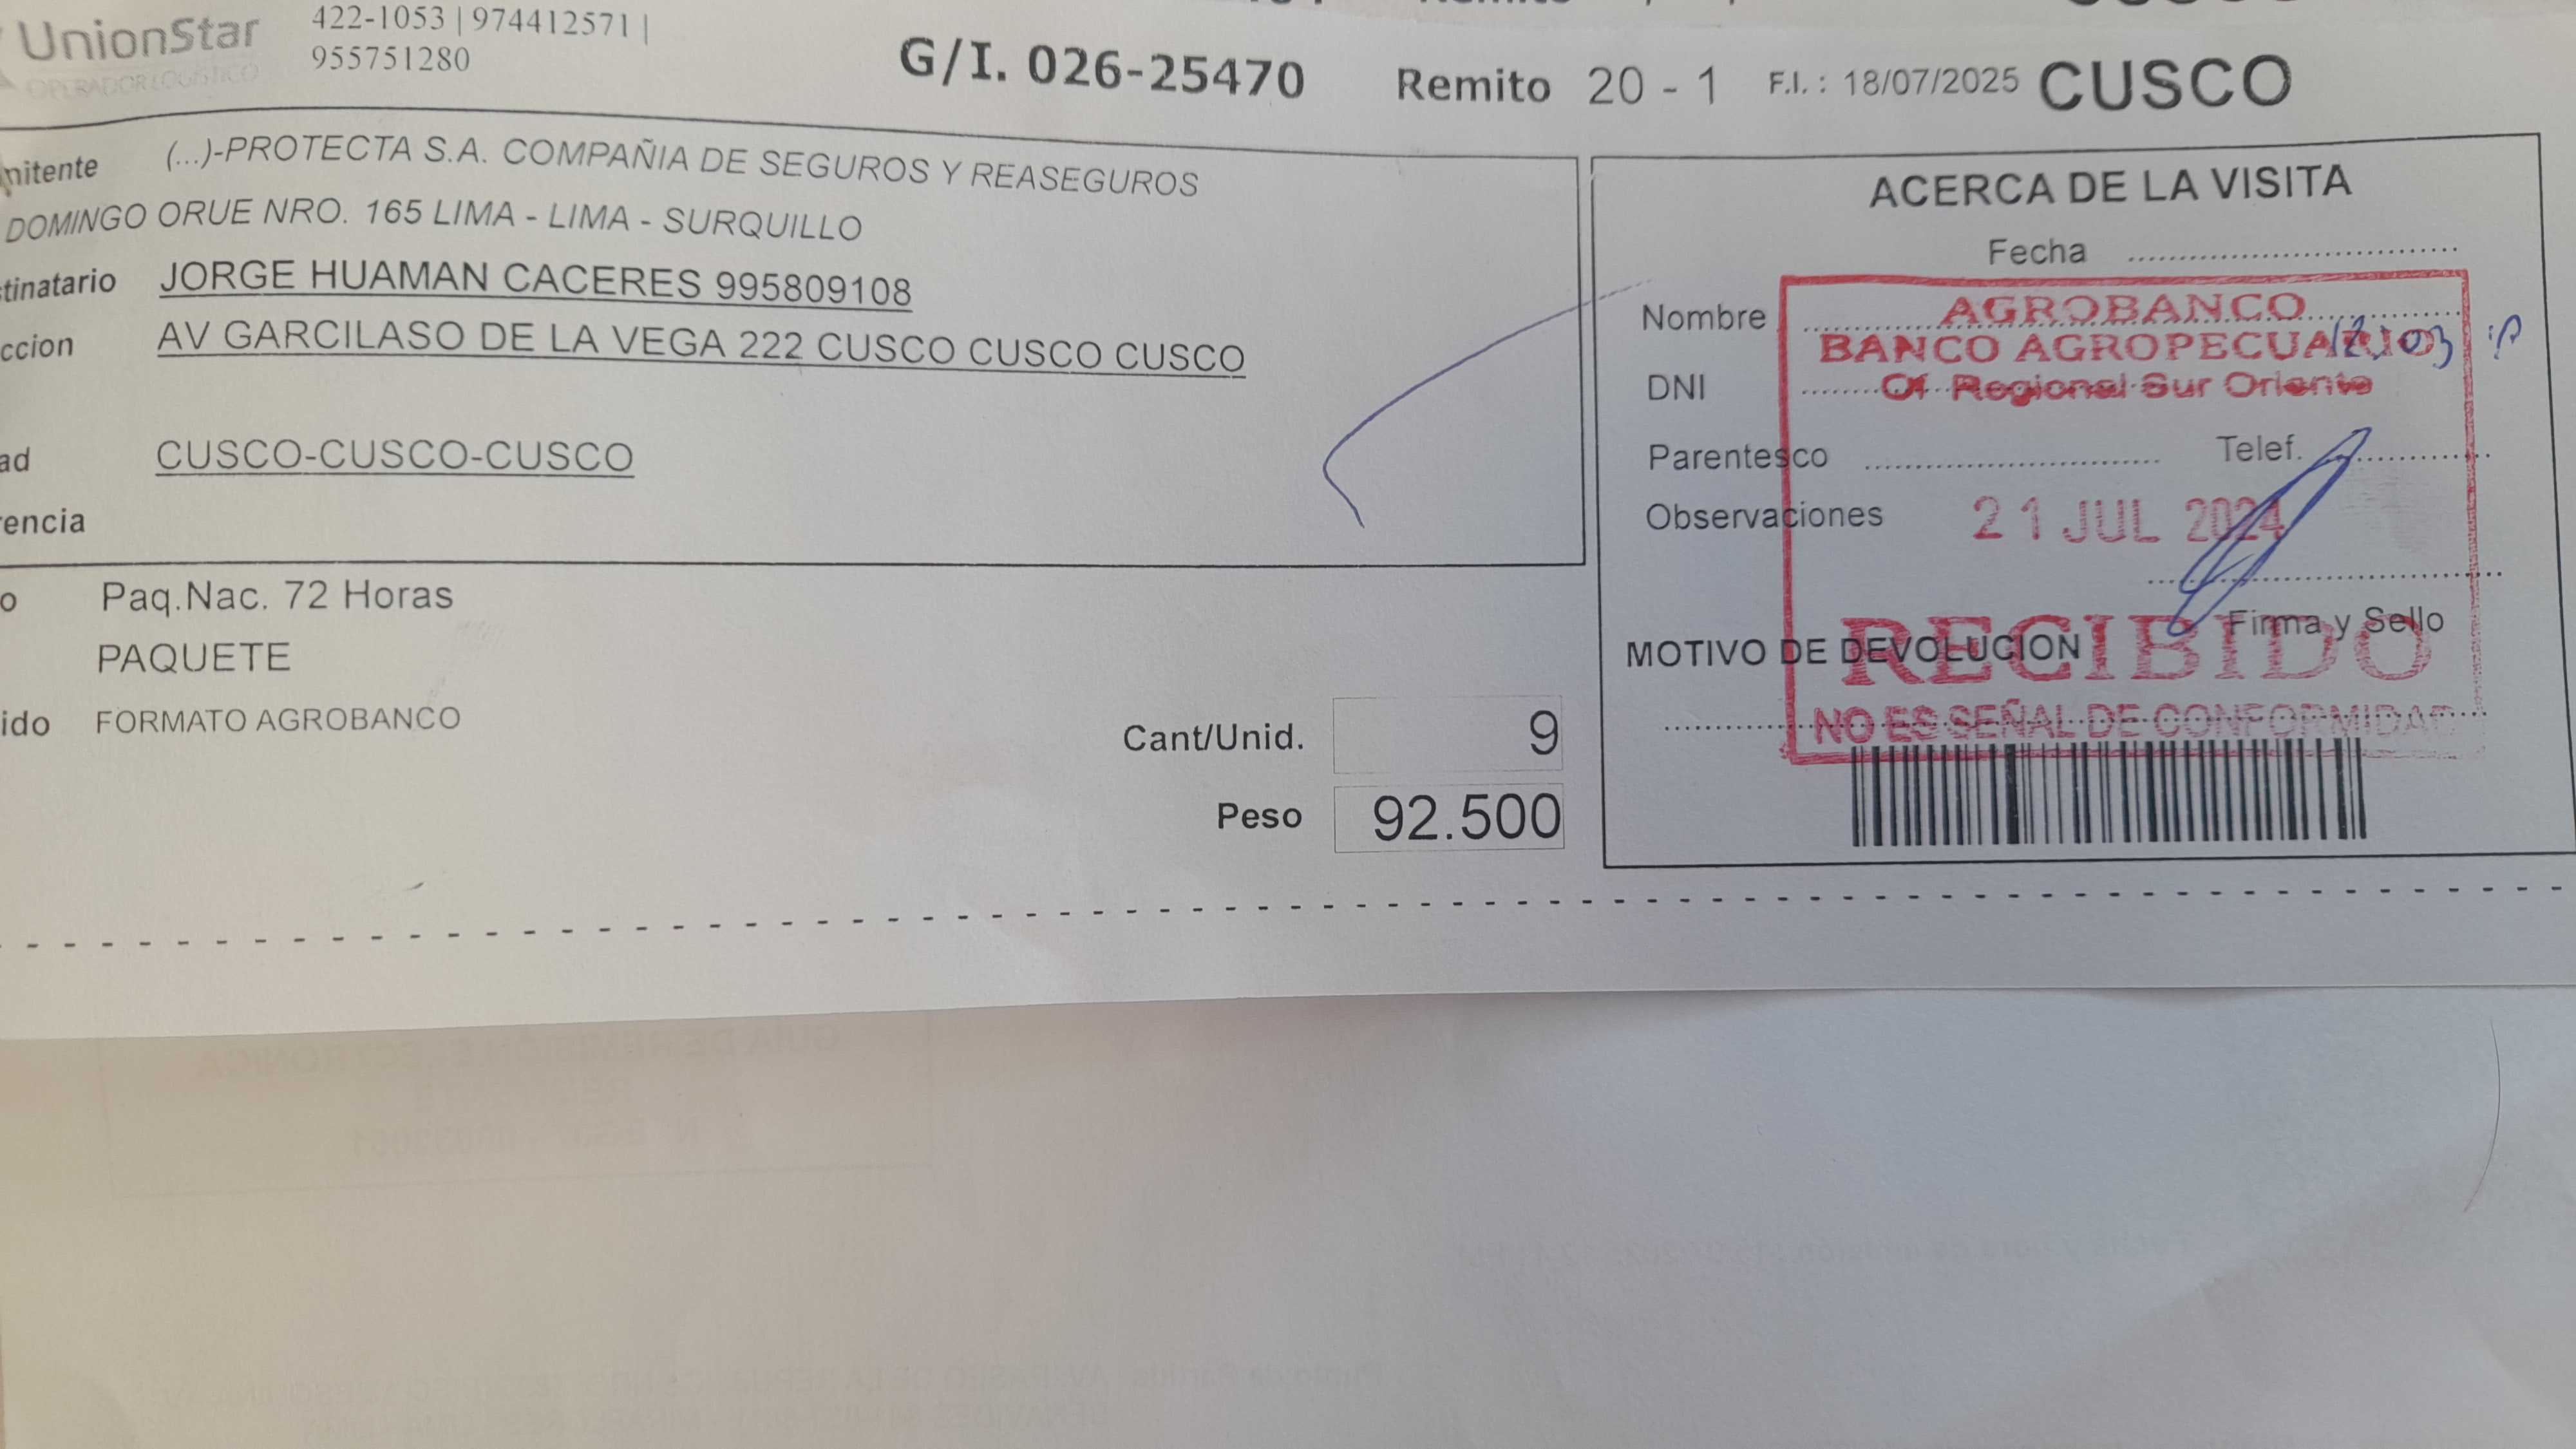 UnionStar
OPERADOR LOGISTICO
422-1053 | 974412571 |
955751280
G/I. 026-25470
Remito 20 - 1 F.I. : 18/07/2025 CUSCO
mitente (...)-PROTECTA S.A. COMPAÑIA DE SEGUROS Y REASEGUROS
DOMINGO ORUE NRO. 165 LIMA - LIMA - SURQUILLO
tinatario JORGE HUAMAN CACERES 995809108
ccion AV GARCILASO DE LA VEGA 222 CUSCO CUSCO CUSCO
ad CUSCO-CUSCO-CUSCO
rencia
o Paq.Nac. 72 Horas
PAQUETE
ido FORMATO AGROBANCO
Cant/Unid. 9
Peso 92.500
ACERCA DE LA VISITA
Fecha
Nombre
DNI
Parentesco Telef.
Observaciones
Firma y Sello
MOTIVO DE DEVOLUCION
AGROBANCO
BANCO AGROPECUARIO
Of. Regional Sur Oriente
21 JUL 2024
RECIBIDO
NO ES SEÑAL DE CONFORMIDAD